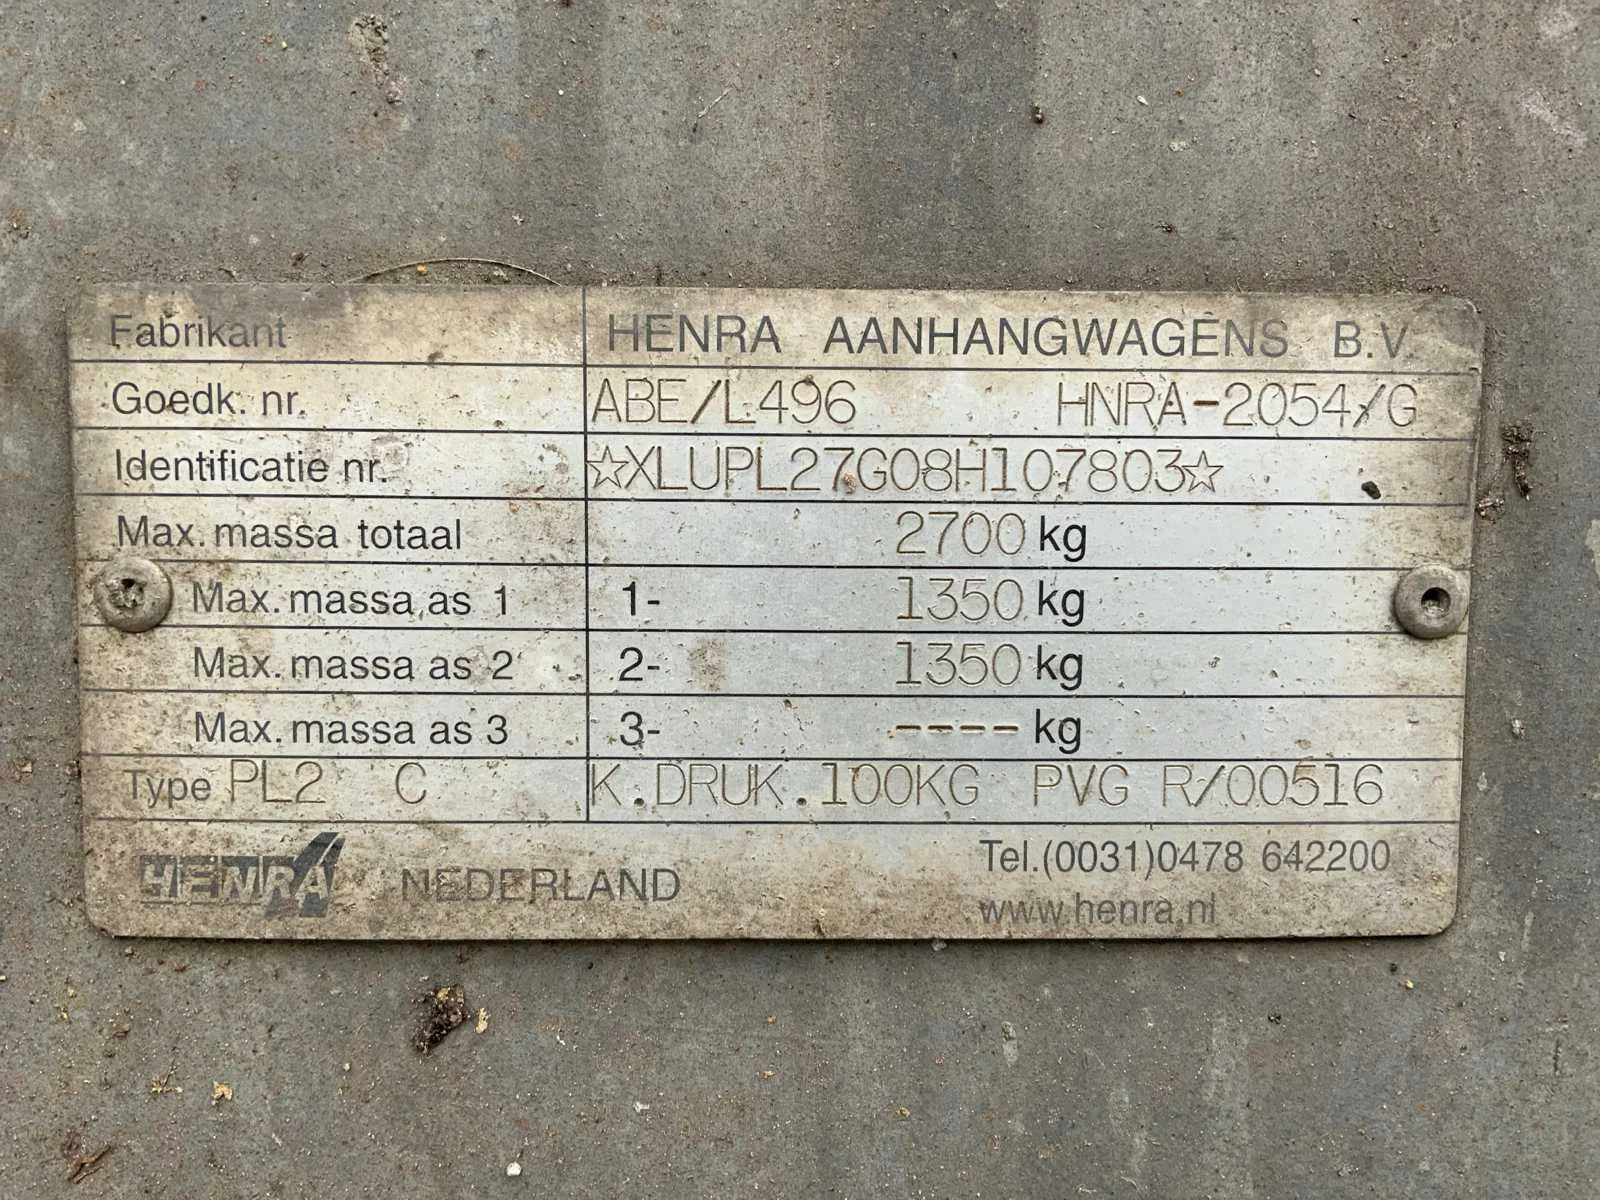 Fabrikant HENRA AANHANGWAGENS B.V.
Goedk. nr. ABE/L496 HNRA-2054/G
Identificatie nr. ☆XLUPL27G08H107803☆
Max. massa totaal 2700 kg
Max. massa as 1 1- 1350 kg
Max. massa as 2 2- 1350 kg
Max. massa as 3 3- ---- kg
Type PL2 C K.DRUK.100KG PVG R/00516
HENRA NEDERLAND Tel.(0031)0478 642200
www.henra.nl